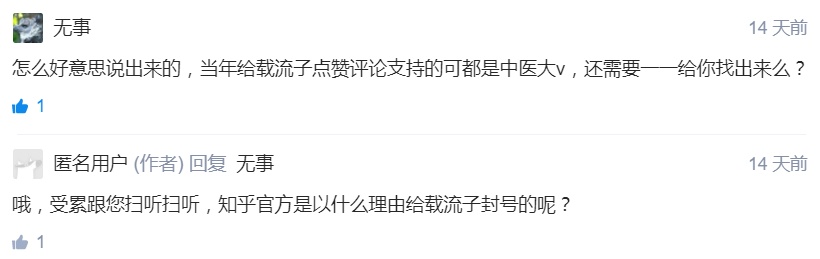 无事
14 天前
怎么好意思说出来的，当年给载流子点赞评论支持的可都是中医大v，还需要一一给你找出来么？
1
匿名用户 (作者) 回复 无事
14 天前
哦，受累跟您扫听扫听，知乎官方是以什么理由给载流子封号的呢？
1